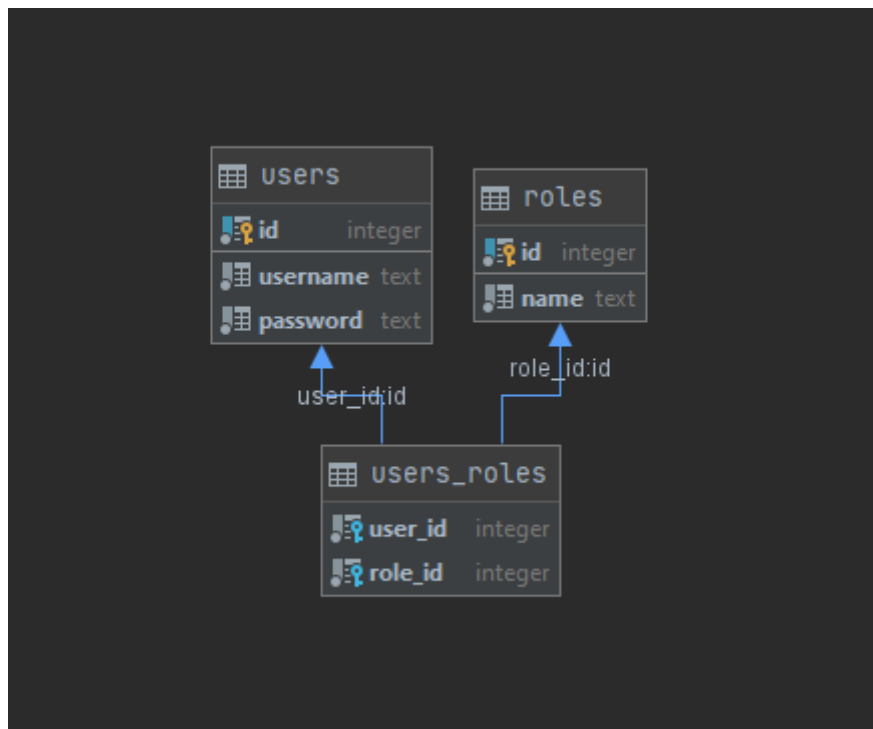 users
id integer
username text
password text
roles
id integer
name text
user_id:id
role_id:id
users_roles
user_id integer
role_id integer